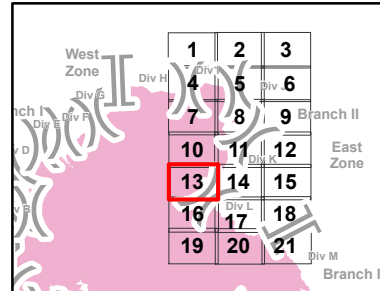 1 2 3
West
Zone
Div H
Div I
4 5 6
Div J
Div G
Branch I
Div F
Div E
7 8 9
Branch II
Div D
10 11 12
East
Zone
Div K
13 14 15
Div B
Div L
16 17 18
19 20 21
Div M
Branch I